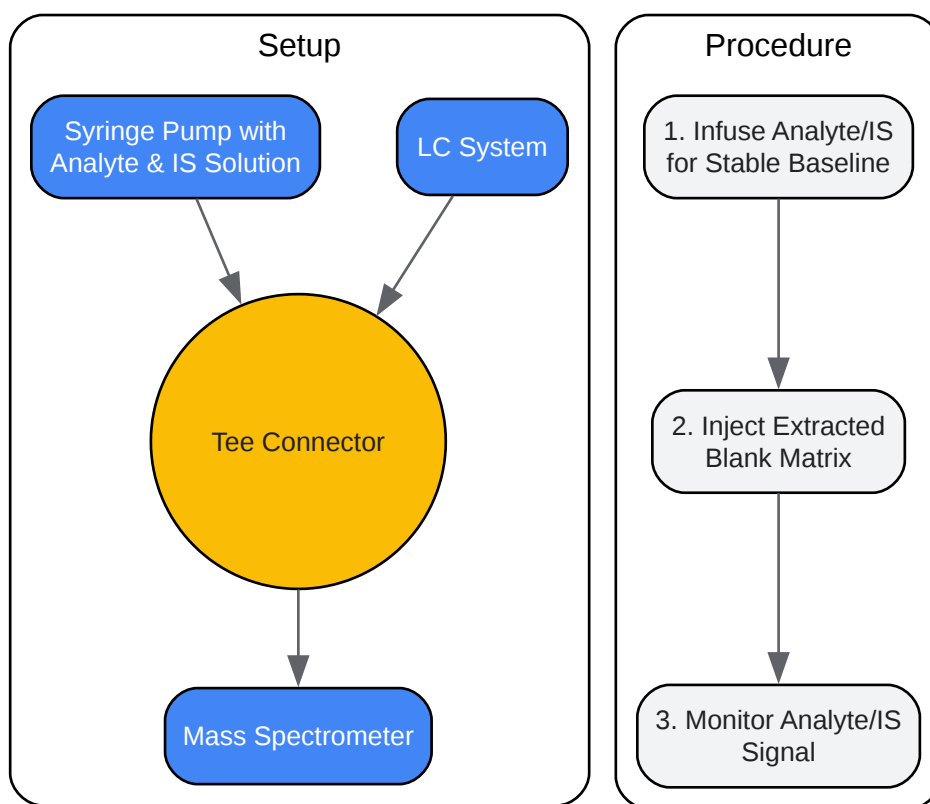 Setup
Syringe Pump with
Analyte & IS Solution
LC System
Tee Connector
Mass Spectrometer
Procedure
1. Infuse Analyte/IS
for Stable Baseline
2. Inject Extracted
Blank Matrix
3. Monitor Analyte/IS
Signal